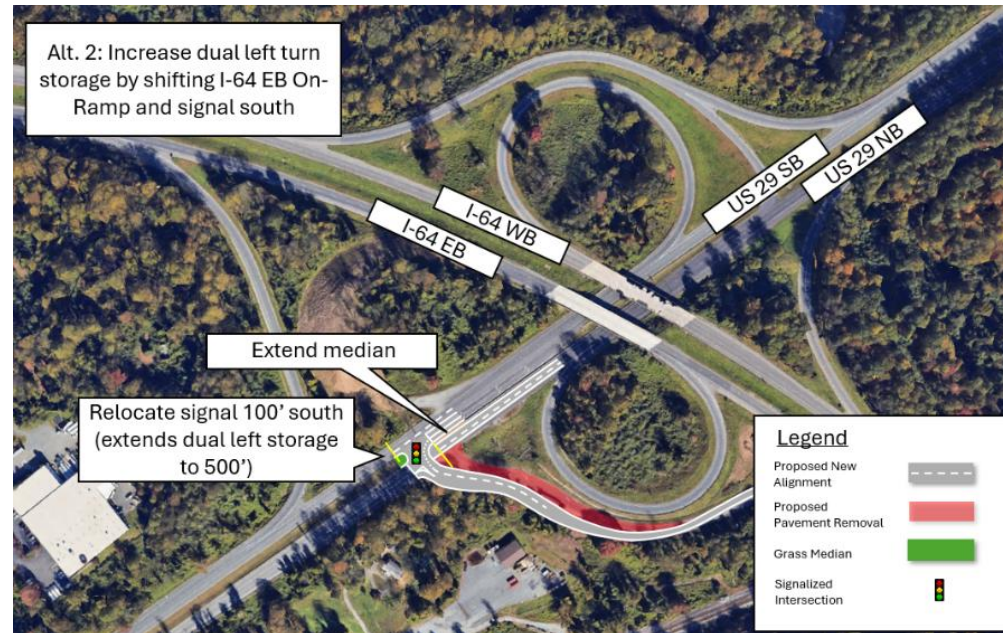 Alt. 2: Increase dual left turn
storage by shifting I-64 EB On-
Ramp and signal south
US 29 SB
US 29 NB
I-64 WB
I-64 EB
Extend median
Relocate signal 100’ south
(extends dual left storage
to 500’)
Legend
Proposed New
Alignment
Proposed
Pavement Removal
Grass Median
Signalized
Intersection